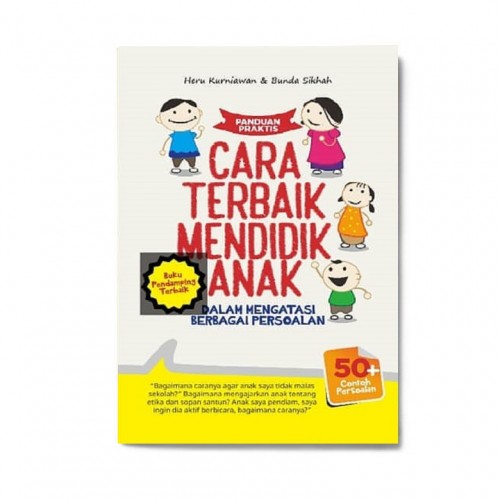 Heru Kurniawan & Bunda Sikhah
PANDUAN
PRAKTIS
CARA
TERBAIK
MENDIDIK
ANAK
Buku
Pendamping
Terbaik
DALAM MENGATASI
BERBAGAI PERSOALAN
50+
Contoh
Persoalan
"Bagaimana caranya agar anak saya tidak malas
sekolah?" Bagaimana mengajarkan anak tentang
etika dan sopan santun? Anak saya pendiam, saya
ingin dia aktif berbicara, bagaimana caranya?"